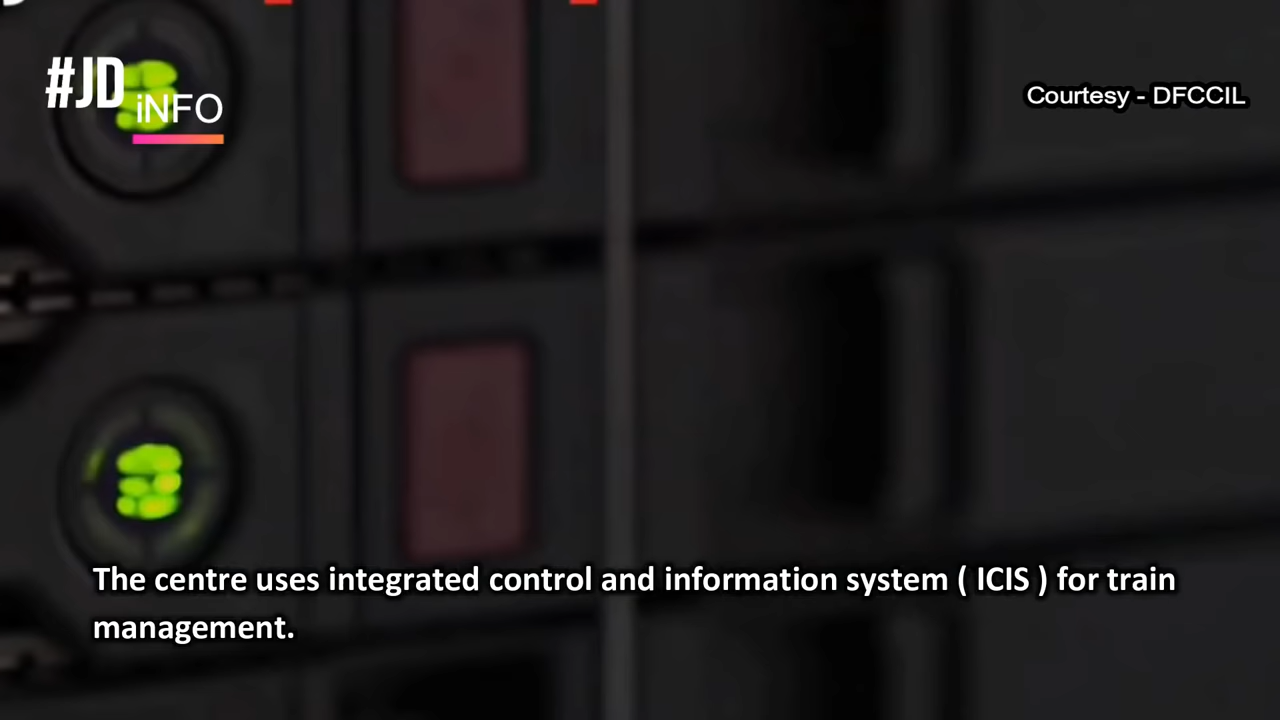 #JD
iNFO
Courtesy - DFCCIL
The centre uses integrated control and information system ( ICIS ) for train
management.